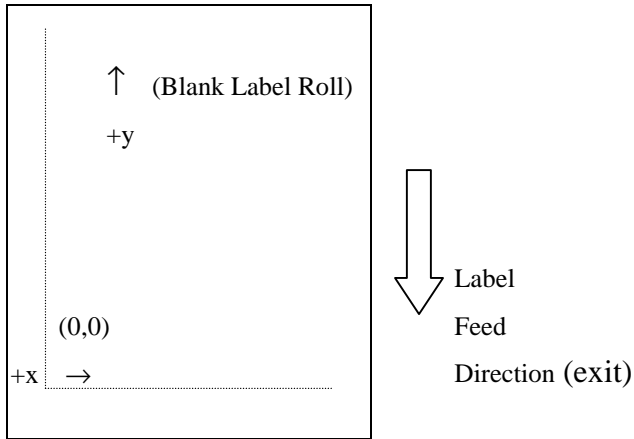 ↑ (Blank Label Roll)
+y
Label
(0,0)
Feed
+x →
Direction (exit)